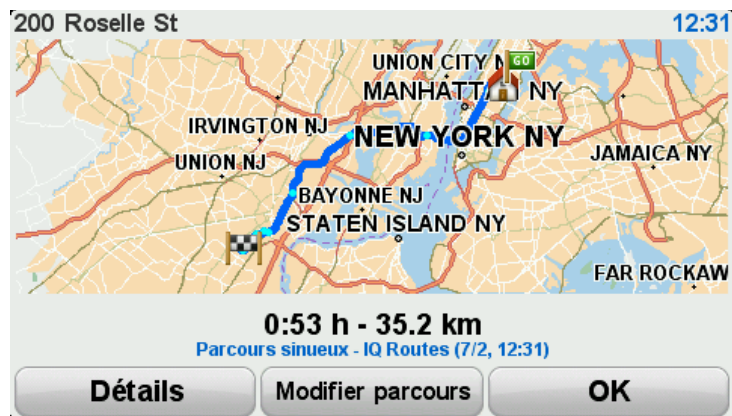 200 Roselle St 12:31
UNION CITY N
GO
MANHATTAN NY
IRVINGTON NJ
NEW YORK NY
UNION NJ
JAMAICA NY
BAYONNE NJ
STATEN ISLAND NY
FAR ROCKAW
0:53 h - 35.2 km
Parcours sinueux - IQ Routes (7/2, 12:31)
Détails Modifier parcours OK